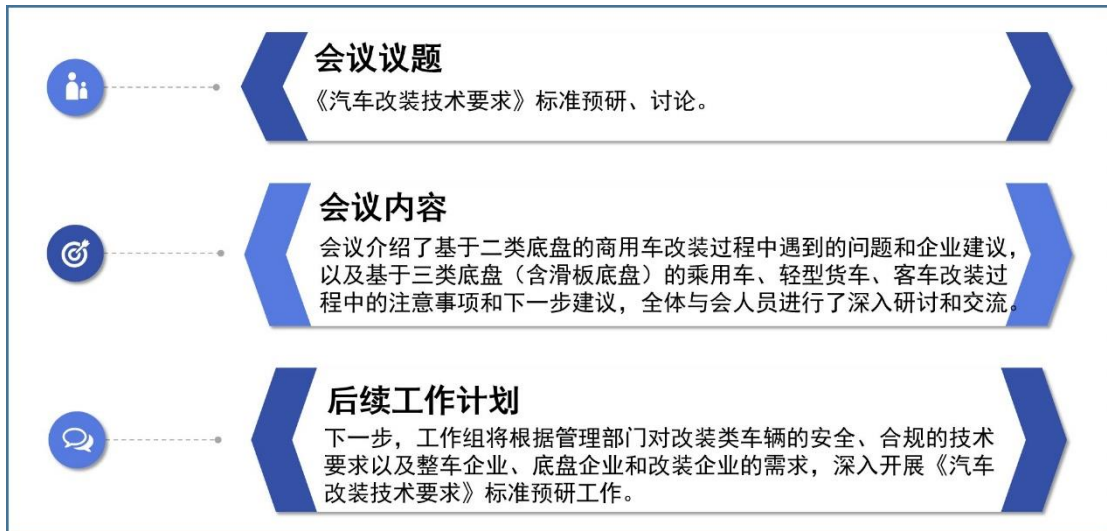 会议议题
《汽车改装技术要求》标准预研、讨论。
会议内容
会议介绍了基于二类底盘的商用车改装过程中遇到的问题和企业建议，
以及基于三类底盘（含滑板底盘）的乘用车、轻型货车、客车改装过
程中的注意事项和下一步建议，全体与会人员进行了深入研讨和交流。
后续工作计划
下一步，工作组将根据管理部门对改装类车辆的安全、合规的技术
要求以及整车企业、底盘企业和改装企业的需求，深入开展《汽车
改装技术要求》标准预研工作。